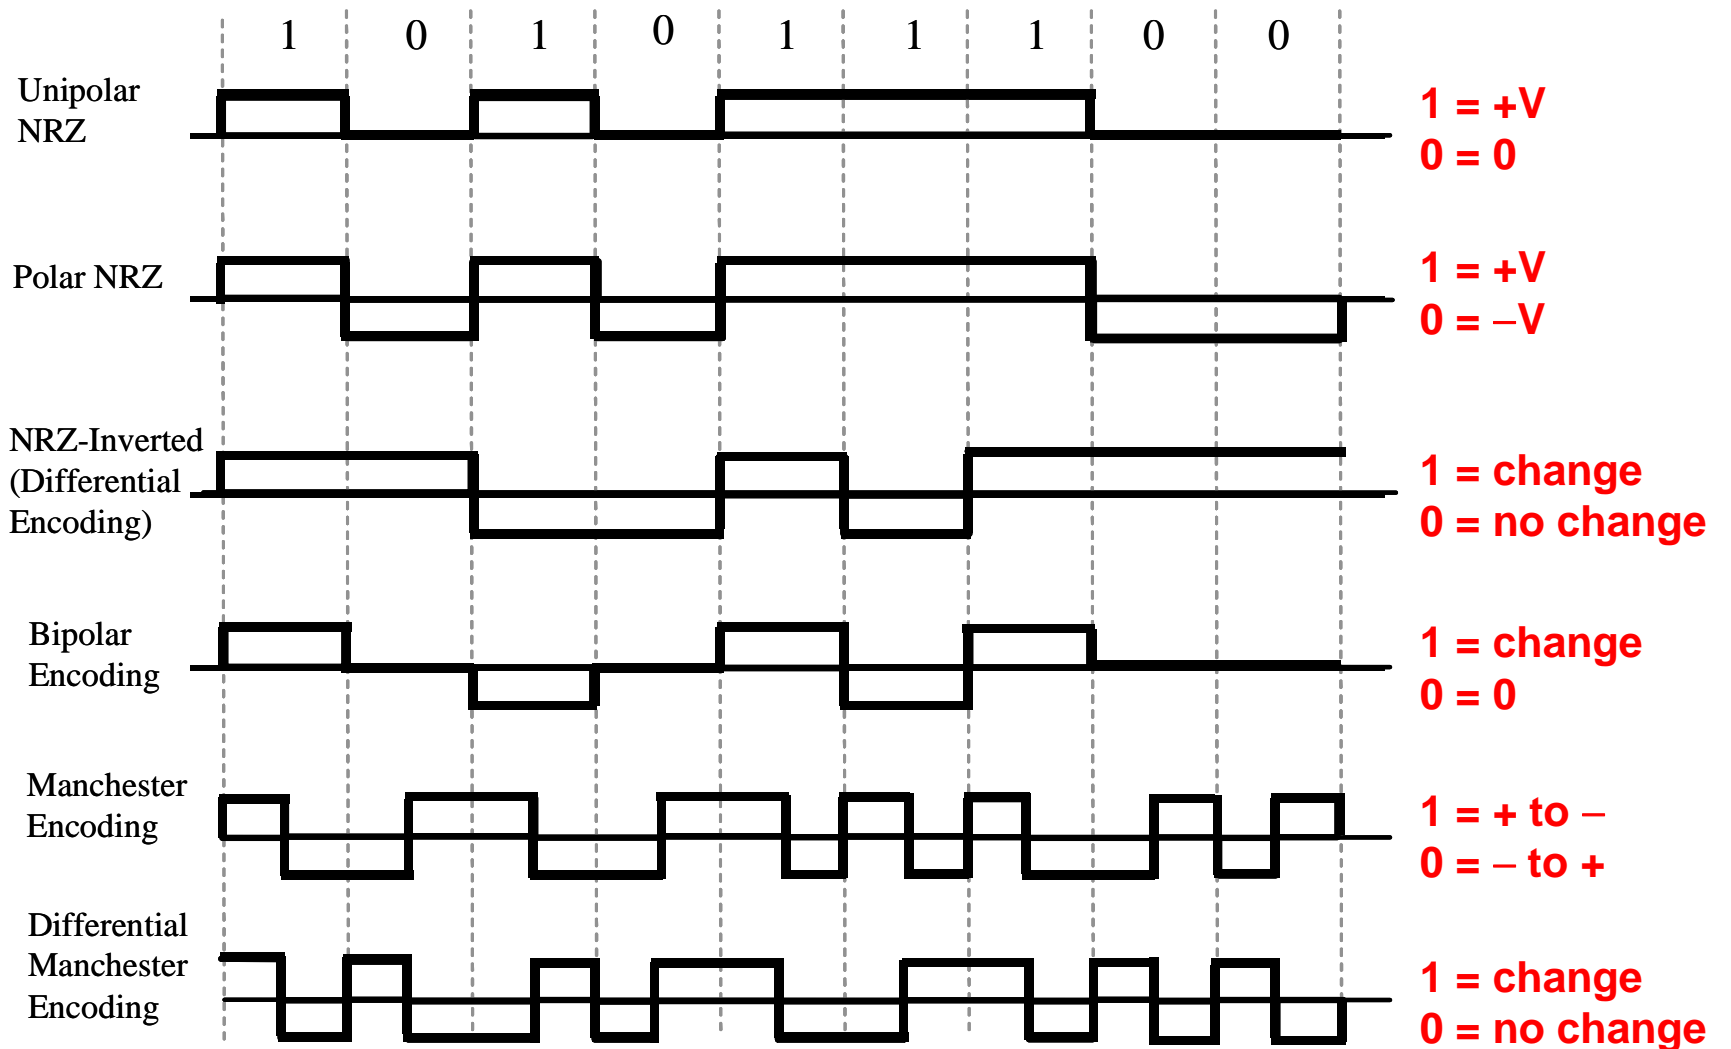 1 0 1 0 1 1 1 0 0
Unipolar
NRZ
1 = +V
0 = 0
Polar NRZ
1 = +V
0 = –V
NRZ-Inverted
(Differential
Encoding)
1 = change
0 = no change
Bipolar
Encoding
1 = change
0 = 0
Manchester
Encoding
1 = + to –
0 = – to +
Differential
Manchester
Encoding
1 = change
0 = no change